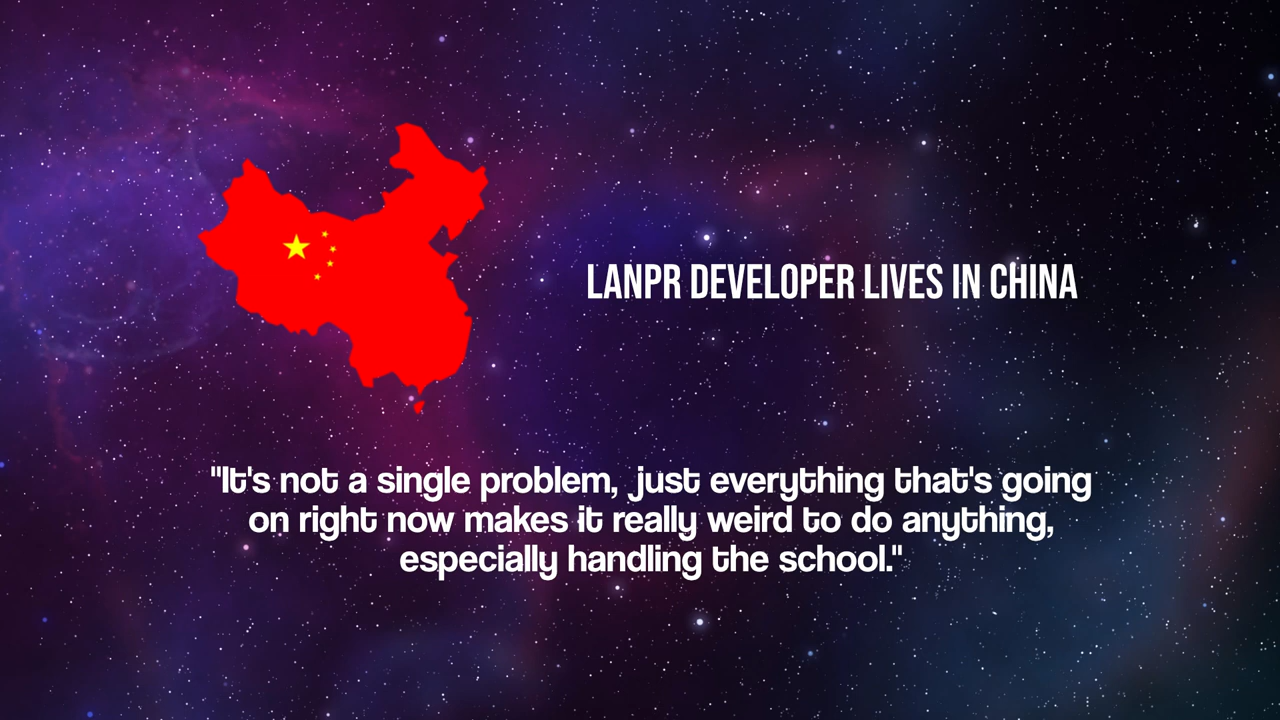 LANPR DEVELOPER LIVES IN CHINA
"It's not a single problem, just everything that's going
on right now makes it really weird to do anything,
especially handling the school."